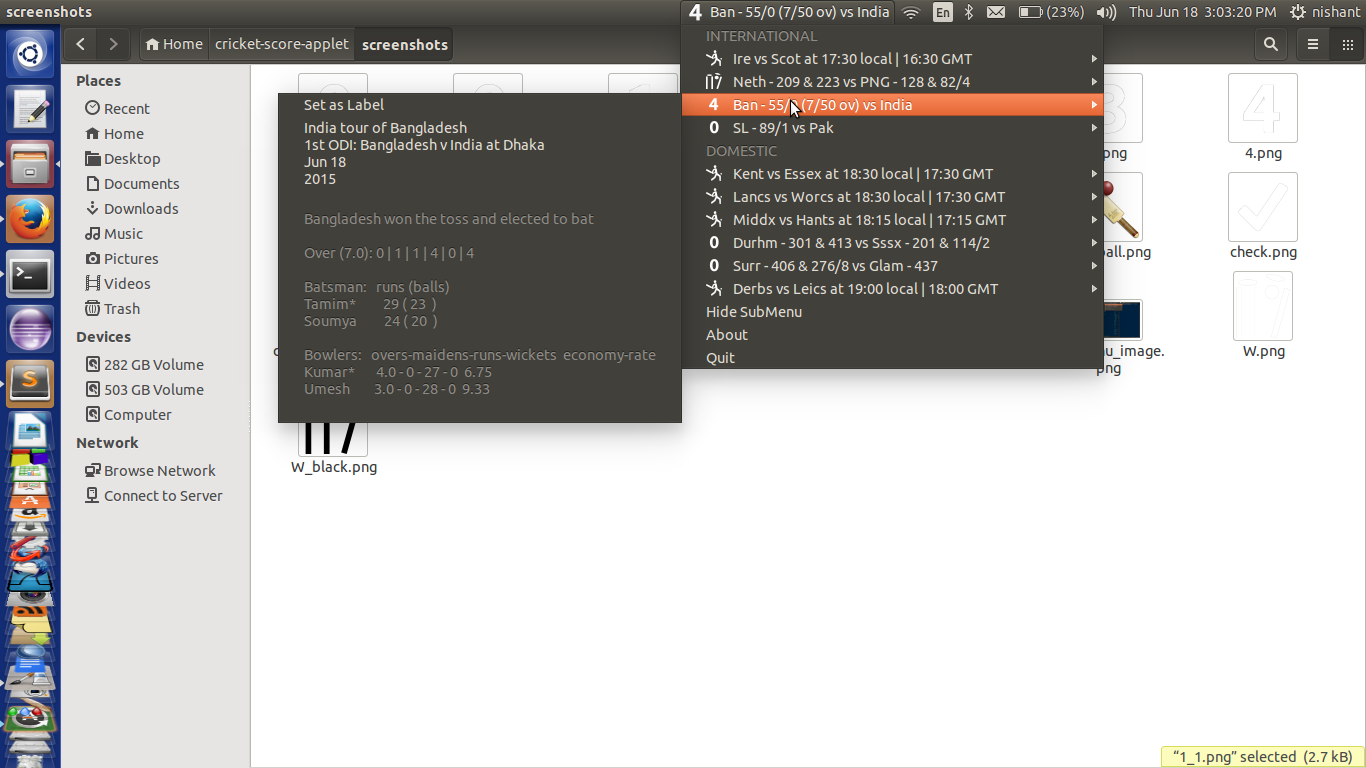 screenshots
4 Ban - 55/0 (7/50 ov) vs India
En
(23%)
Thu Jun 18 3:03:20 PM
nishant
Home
cricket-score-applet
screenshots
Places
Recent
Home
Desktop
Documents
Downloads
Music
Pictures
Videos
Trash
Devices
282 GB Volume
503 GB Volume
Computer
Network
Browse Network
Connect to Server
Set as Label
India tour of Bangladesh
1st ODI: Bangladesh v India at Dhaka
Jun 18
2015
Bangladesh won the toss and elected to bat
Over (7.0): 0 | 1 | 1 | 4 | 0 | 4
Batsman: runs (balls)
Tamim* 29 ( 23 )
Soumya 24 ( 20 )
Bowlers: overs-maidens-runs-wickets economy-rate
Kumar* 4.0 - 0 - 27 - 0 6.75
Umesh 3.0 - 0 - 28 - 0 9.33
INTERNATIONAL
Ire vs Scot at 17:30 local | 16:30 GMT
Neth - 209 & 223 vs PNG - 128 & 82/4
4 Ban - 55/ (7/50 ov) vs India
0 SL - 89/1 vs Pak
DOMESTIC
Kent vs Essex at 18:30 local | 17:30 GMT
Lancs vs Worcs at 18:30 local | 17:30 GMT
Middx vs Hants at 18:15 local | 17:15 GMT
0 Durhm - 301 & 413 vs Sssx - 201 & 114/2
0 Surr - 406 & 276/8 vs Glam - 437
Derbs vs Leics at 19:00 local | 18:00 GMT
Hide SubMenu
About
Quit
png
4
4.png
all.png
check.png
u_image.
png
W.png
W_black.png
"1_1.png" selected (2.7 kB)